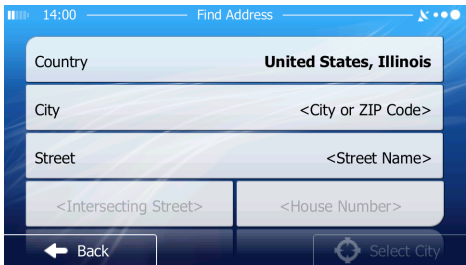 14:00 Find Address
Country United States, Illinois
City <City or ZIP Code>
Street <Street Name>
<Intersecting Street> <House Number>
Back Select City